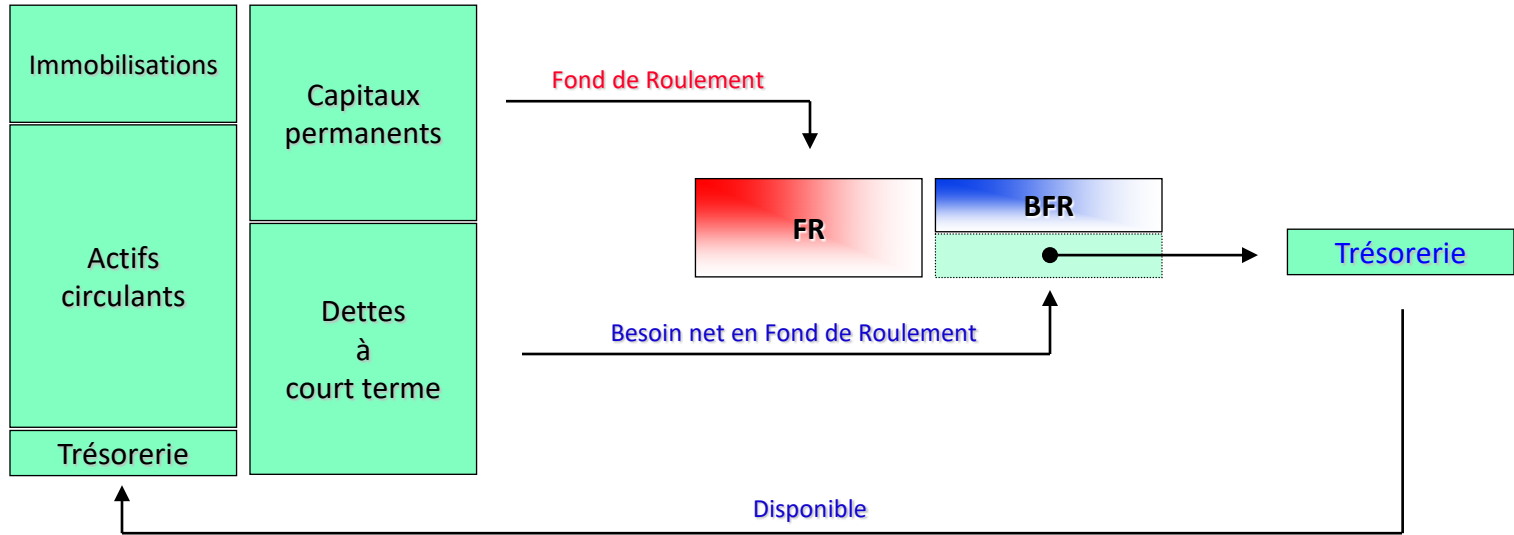 Immobilisations
Capitaux
permanents
Actifs
circulants
Dettes
à
court terme
Trésorerie
Fond de Roulement
FR
BFR
Trésorerie
Besoin net en Fond de Roulement
Disponible